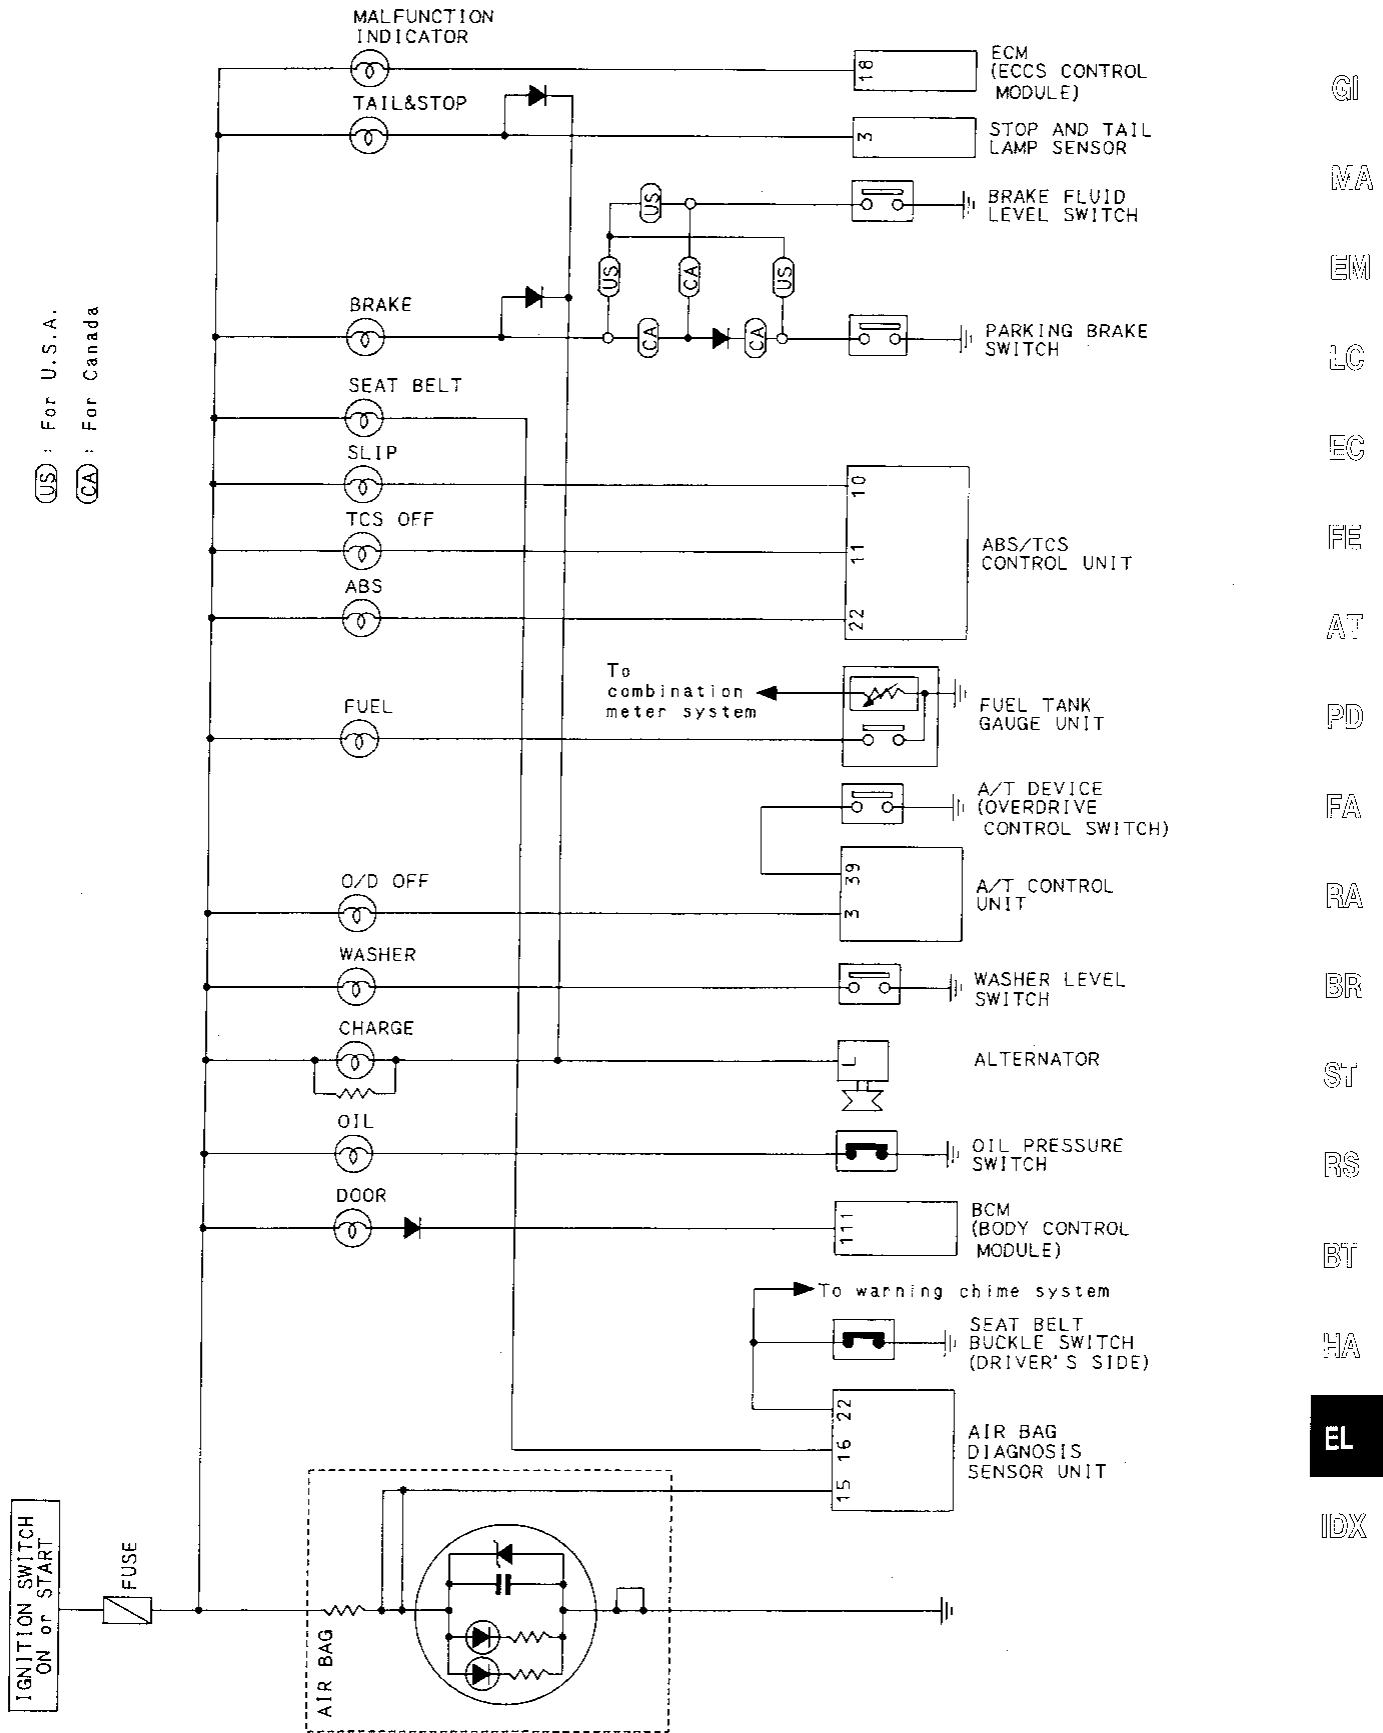 MALFUNCTION
INDICATOR
18
ECM
(ECCS CONTROL
MODULE)
TAIL&STOP
3
STOP AND TAIL
LAMP SENSOR
US
BRAKE FLUID
LEVEL SWITCH
US
CA
US
BRAKE
CA
CA
PARKING BRAKE
SWITCH
US : For U.S.A.
CA : For Canada
SEAT BELT
SLIP
10
TCS OFF
11
ABS/TCS
CONTROL UNIT
ABS
22
To
combination
meter system
FUEL
FUEL TANK
GAUGE UNIT
A/T DEVICE
(OVERDRIVE
CONTROL SWITCH)
O/D OFF
39
3
A/T CONTROL
UNIT
WASHER
WASHER LEVEL
SWITCH
CHARGE
L
ALTERNATOR
OIL
OIL PRESSURE
SWITCH
DOOR
111
BCM
(BODY CONTROL
MODULE)
To warning chime system
SEAT BELT
BUCKLE SWITCH
(DRIVER'S SIDE)
22
16
15
AIR BAG
DIAGNOSIS
SENSOR UNIT
IGNITION SWITCH
ON or START
FUSE
AIR BAG
GI
MA
EM
LC
EC
FE
AT
PD
FA
RA
BR
ST
RS
BT
HA
EL
IDX